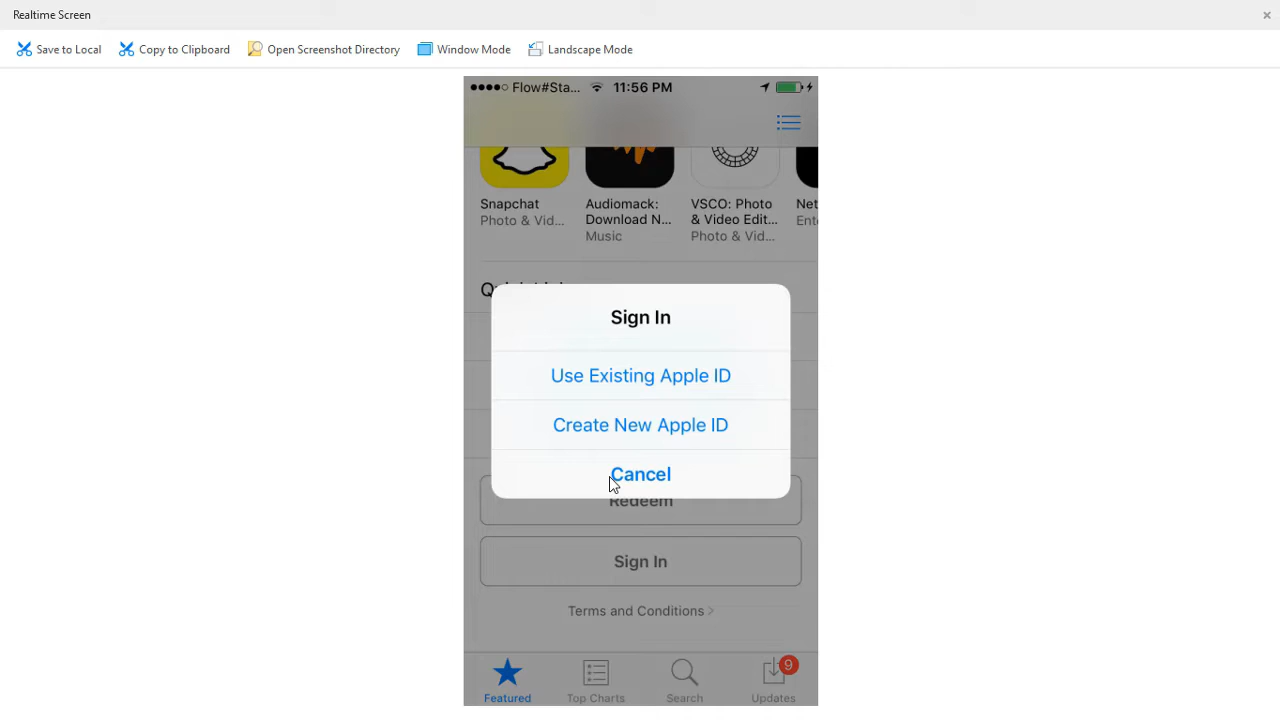 Realtime Screen
Save to Local Copy to Clipboard Open Screenshot Directory Window Mode Landscape Mode
Flow#Sta... 11:56 PM
Snapchat
Photo & Vid...
Audiomack:
Download N...
Music
VSCO: Photo
& Video Edit...
Photo & Vid...
Net
Ent
Sign In
Use Existing Apple ID
Create New Apple ID
Cancel
Redeem
Sign In
Terms and Conditions >
9
Featured Top Charts Search Updates